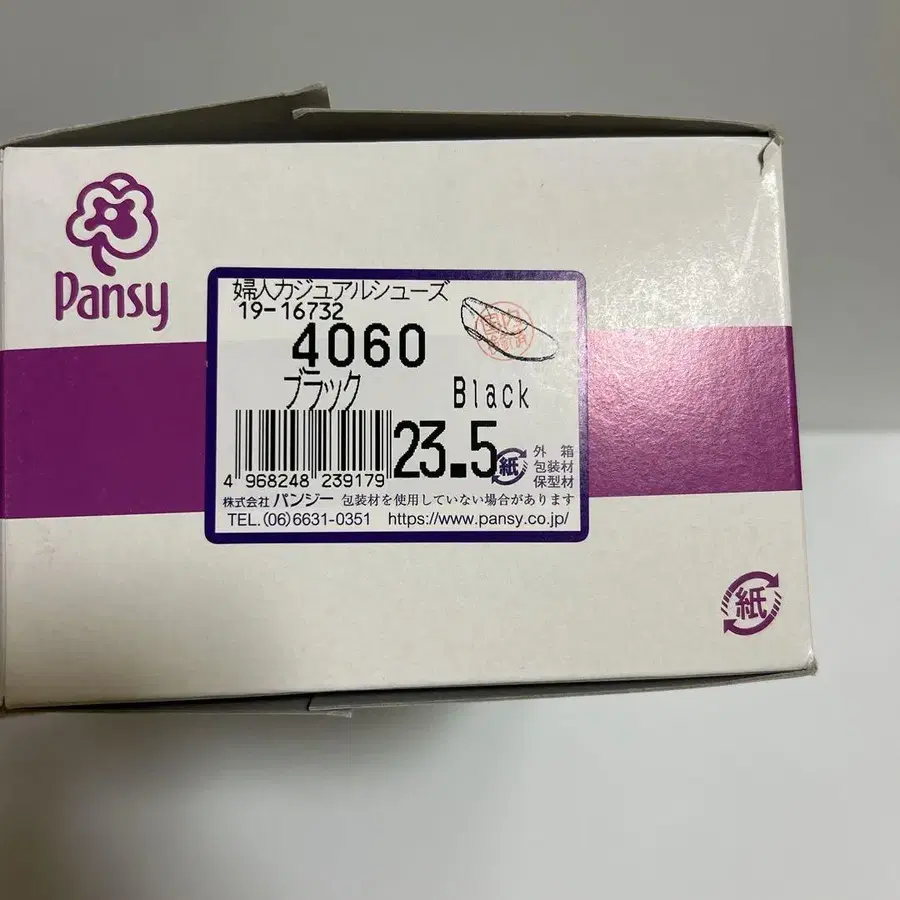 Pansy
婦人カジュアルシューズ
19-16732
4060
ブラック Black
23.5
4 968248 239179
紙 外箱
包装材
保型材
株式会社 パンジー 包装材を使用していない場合があります
TEL.(06)6631-0351 https://www.pansy.co.jp/
紙